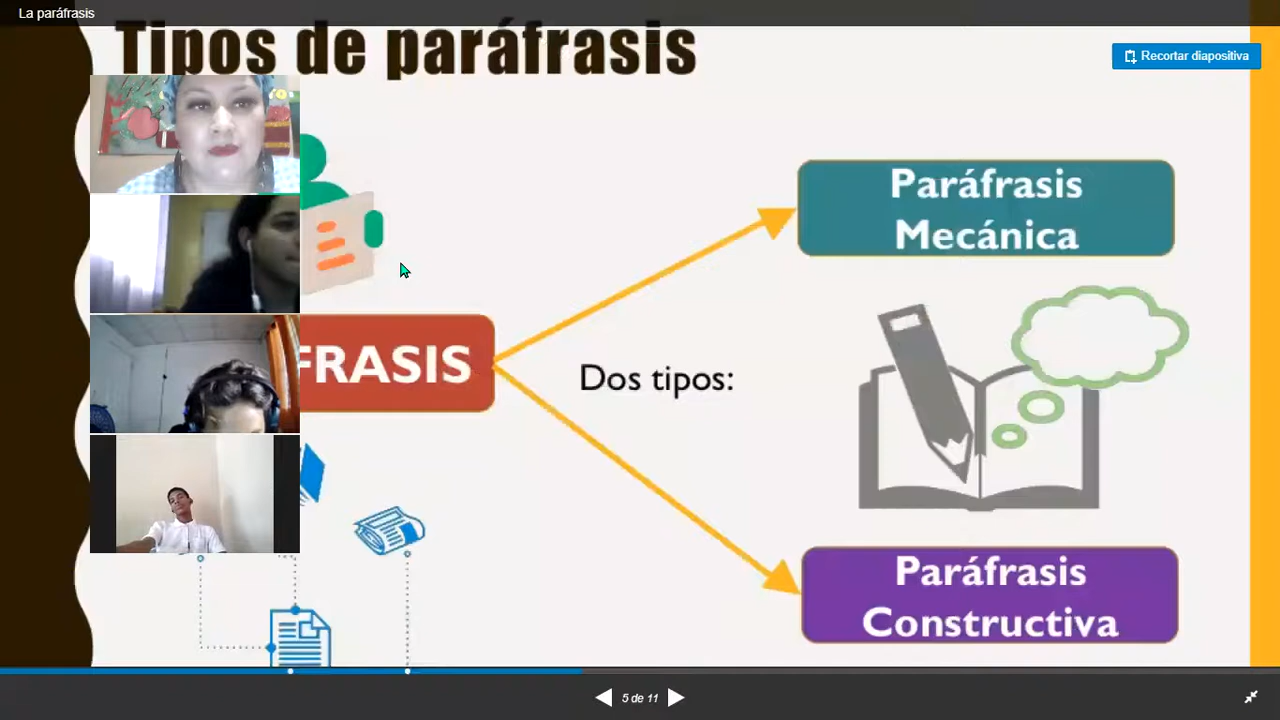 La paráfrasis
Tipos de paráfrasis
Recortar diapositiva
Paráfrasis
Mecánica
FRASIS
Dos tipos:
Paráfrasis
Constructiva
5 de 11